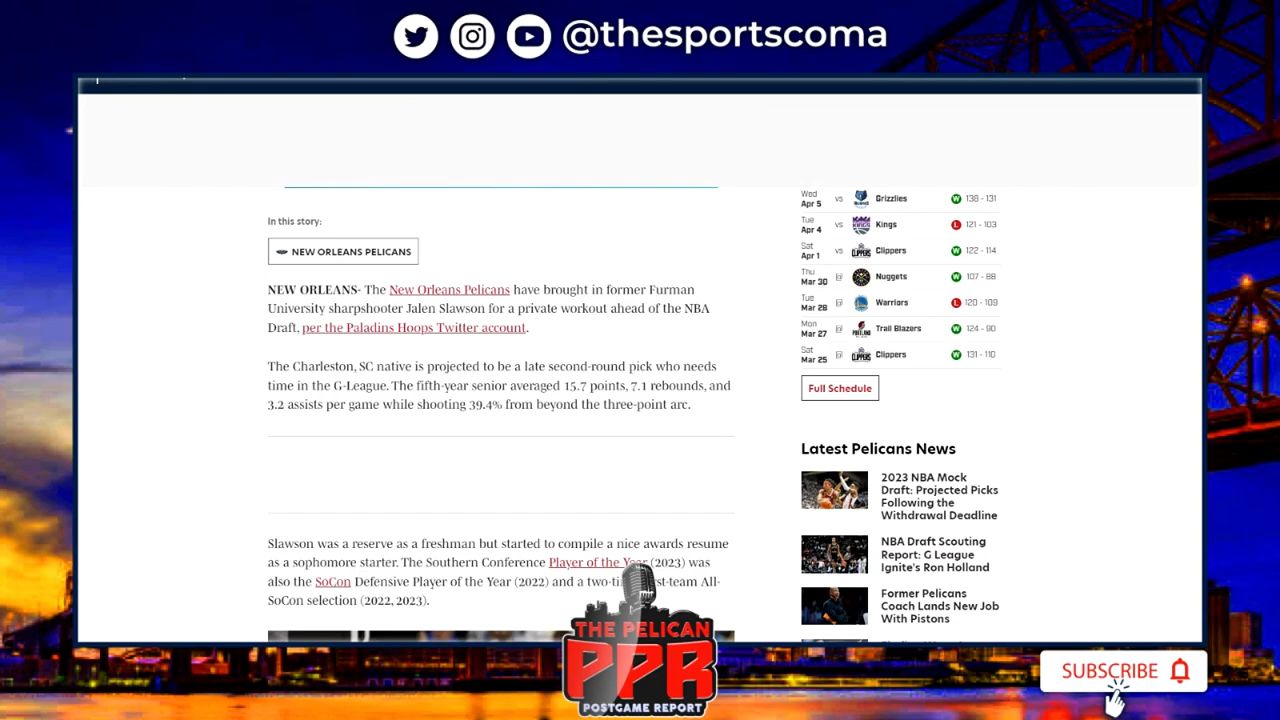 @thesportscoma
In this story:
NEW ORLEANS PELICANS
NEW ORLEANS- The New Orleans Pelicans have brought in former Furman
University sharpshooter Jalen Slawson for a private workout ahead of the NBA
Draft, per the Paladins Hoops Twitter account.
The Charleston, SC native is projected to be a late second-round pick who needs
time in the G-League. The fifth-year senior averaged 15.7 points, 7.1 rebounds, and
3.2 assists per game while shooting 39.4% from beyond the three-point arc.
Slawson was a reserve as a freshman but started to compile a nice awards resume
as a sophomore starter. The Southern Conference Player of the Year (2023) was
also the SoCon Defensive Player of the Year (2022) and a All-
SoCon selection (2022, 2023).
Wed
Apr 5 vs Grizzlies W 138 - 131
Tue
Apr 4 vs Kings L 121 - 103
Sat
Apr 1 vs Clippers W 122 - 114
Thu
Mar 30 @ Nuggets W 107 - 88
Tue
Mar 28 @ Warriors L 120 - 109
Mon
Mar 27 @ Trail Blazers W 124 - 90
Sat
Mar 25 @ Clippers W 131 - 110
Full Schedule
Latest Pelicans News
2023 NBA Mock
Draft: Projected Picks
Following the
Withdrawal Deadline
NBA Draft Scouting
Report: G League
Ignite's Ron Holland
Former Pelicans
Coach Lands New Job
With Pistons
THE PELICAN
PPR
POSTGAME REPORT
SUBSCRIBE